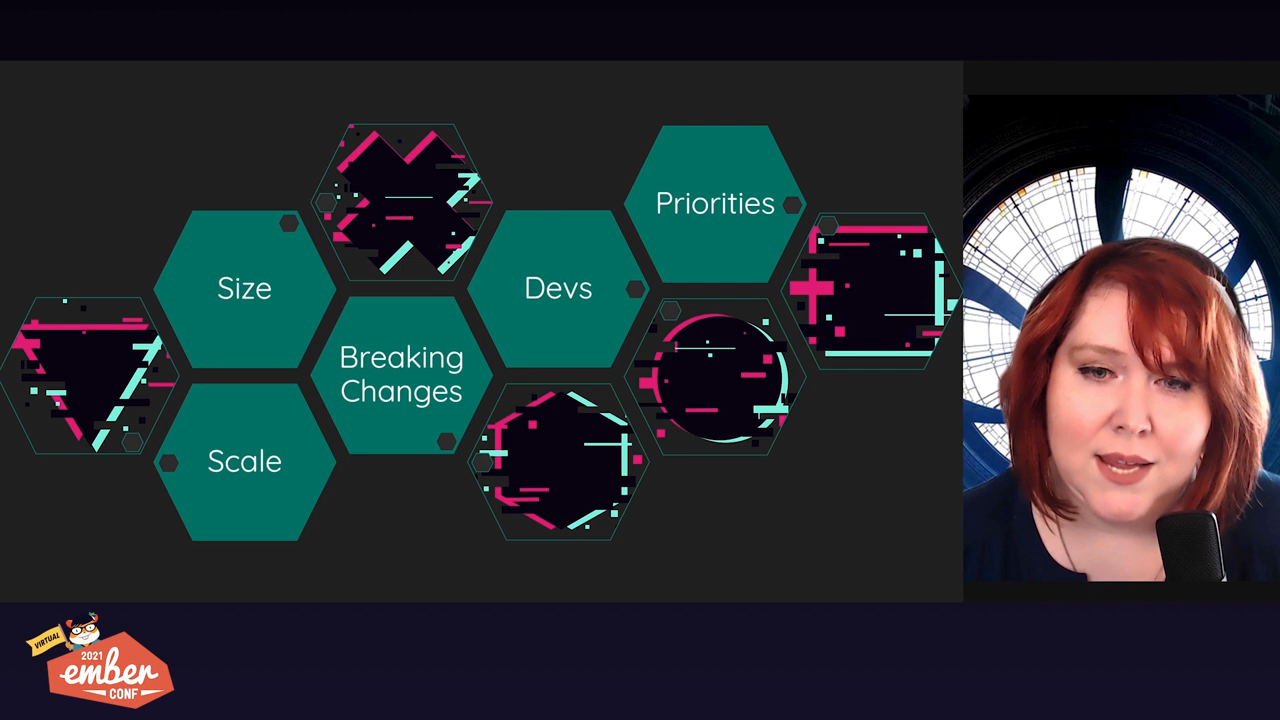 Priorities
Size
Devs
Breaking
Changes
Scale
VIRTUAL
2021
ember
CONF